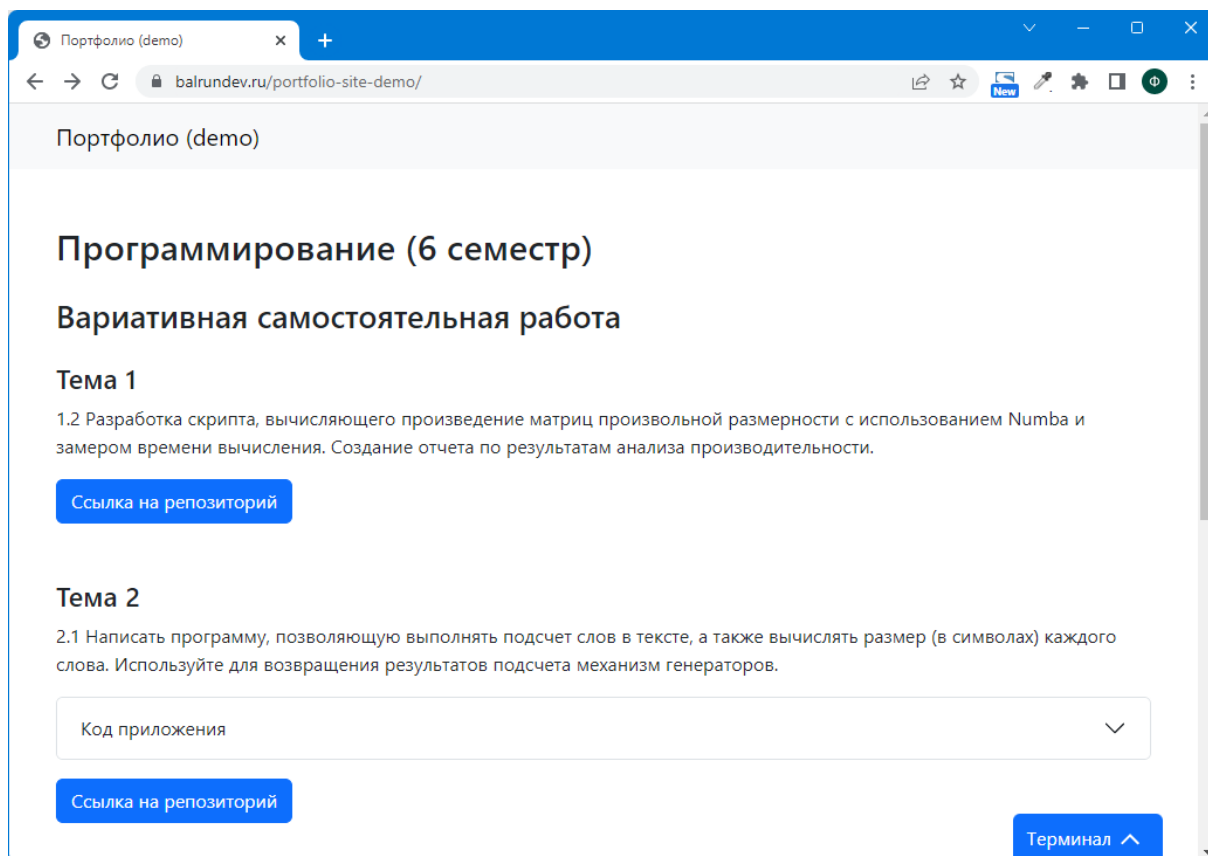 Портфолио (demo)
balrundev.ru/portfolio-site-demo/
New
Ф
Портфолио (demo)
Программирование (6 семестр)
Вариативная самостоятельная работа
Тема 1
1.2 Разработка скрипта, вычисляющего произведение матриц произвольной размерности с использованием Numba и
замером времени вычисления. Создание отчета по результатам анализа производительности.
Ссылка на репозиторий
Тема 2
2.1 Написать программу, позволяющую выполнять подсчет слов в тексте, а также вычислять размер (в символах) каждого
слова. Используйте для возвращения результатов подсчета механизм генераторов.
Код приложения
Ссылка на репозиторий
Терминал